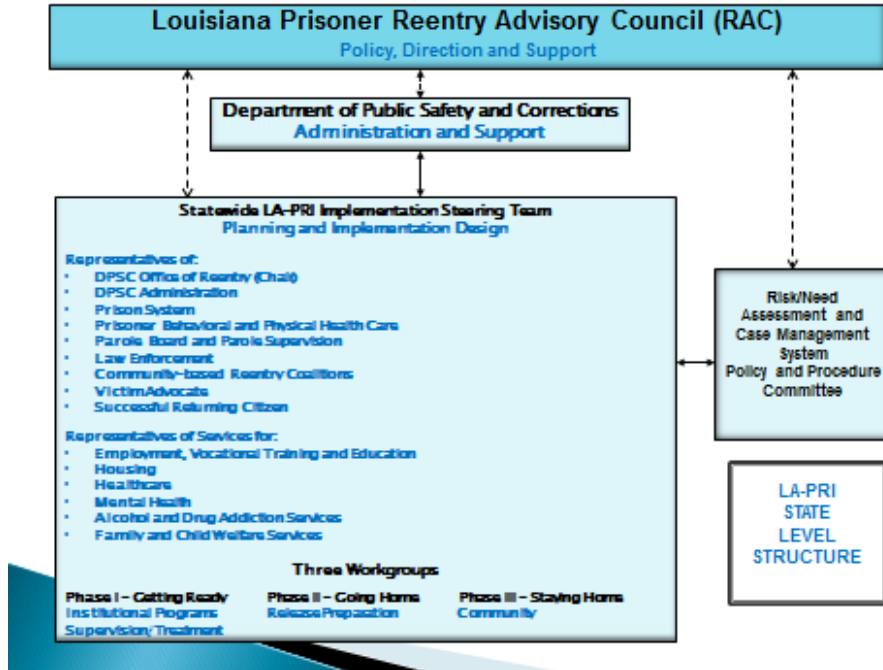 Louisiana Prisoner Reentry Advisory Council (RAC)
Policy, Direction and Support
Department of Public Safety and Corrections
Administration and Support
Statewide LA-PRI Implementation Steering Team
Planning and Implementation Design
Representatives of:
• DPSC Office of Reentry (Chair)
• DPSC Administration
• Prison System
• Prisoner Behavioral and Physical Health Care
• Parole Board and Parole Supervision
• Law Enforcement
• Community-based Reentry Coalitions
• Victim Advocate
• Successful Returning Citizen
Representatives of Services for:
• Employment, Vocational Training and Education
• Housing
• Healthcare
• Mental Health
• Alcohol and Drug Addiction Services
• Family and Child Welfare Services
Three Workgroups
Phase I - Getting Ready
Institutional Programs
Supervision/Treatment
Phase II - Going Home
Release Preparation
Phase III - Staying Home
Community
Risk/Need
Assessment and
Case Management
System
Policy and Procedure
Committee
LA-PRI
STATE
LEVEL
STRUCTURE